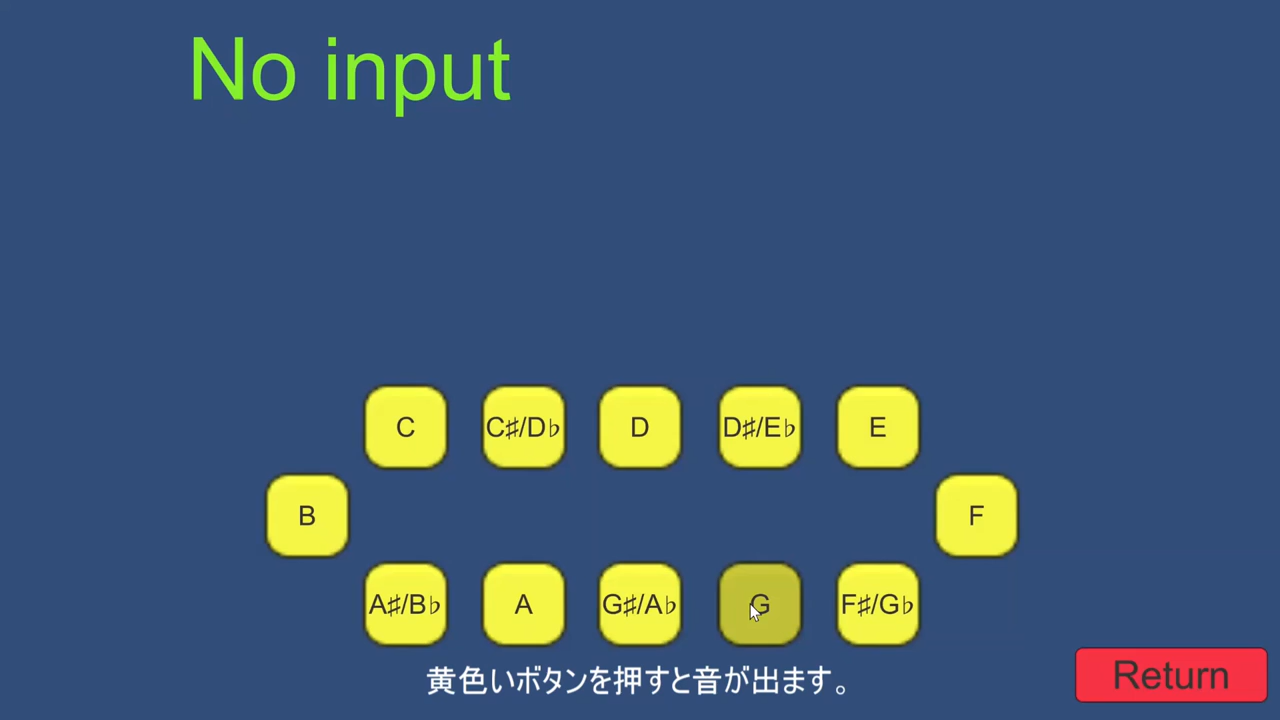 No input
C C♯/D♭ D D♯/E♭ E
B F
A♯/B♭ A G♯/A♭ G F♯/G♭
黄色いボタンを押すと音が出ます。
Return